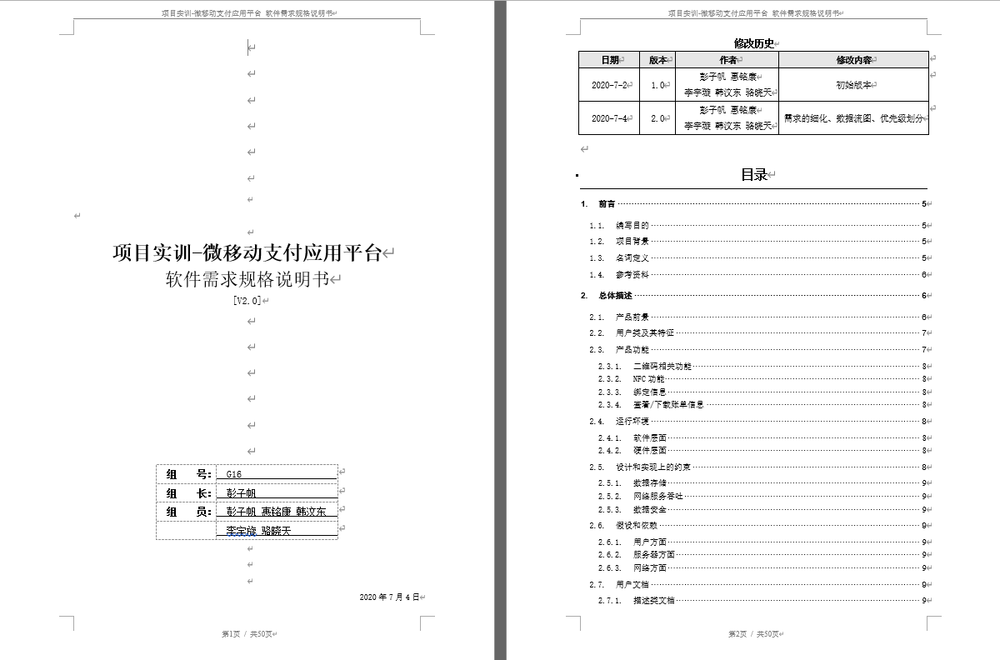 项目实训-微移动支付应用平台 软件需求规格说明书
项目实训-微移动支付应用平台
软件需求规格说明书
[V2.0]
组 号： G16
组 长： 彭子帆
组 员： 彭子帆 惠铭康 韩汶东
李宇旋 骆晓天
2020 年 7 月 4 日
第1页 / 共50页
项目实训-微移动支付应用平台 软件需求规格说明书
修改历史
日期 版本 作者 修改内容
2020-7-2 1.0 彭子帆 惠铭康 初始版本
李宇璇 韩汶东 骆晓天
2020-7-4 2.0 彭子帆 惠铭康 需求的细化、数据流图、优先级划分
李宇璇 韩汶东 骆晓天
目录
1. 前言 5
1.1. 编写目的 5
1.2. 项目背景 5
1.3. 名词定义 5
1.4. 参考资料 6
2. 总体描述 6
2.1. 产品前景 6
2.2. 用户类及其特征 7
2.3. 产品功能 7
2.3.1. 二维码相关功能 8
2.3.2. NFC 功能 8
2.3.3. 绑定信息 8
2.3.4. 查看/下载账单信息 8
2.4. 运行环境 8
2.4.1. 软件层面 8
2.4.2. 硬件层面 8
2.5. 设计和实现上的约束 8
2.5.1. 数据存储 9
2.5.2. 网络服务吞吐 9
2.5.3. 数据安全 9
2.6. 假设和依赖 9
2.6.1. 用户方面 9
2.6.2. 服务器方面 9
2.6.3. 网络方面 9
2.7. 用户文档 9
2.7.1. 描述类文档 9
第2页 / 共50页